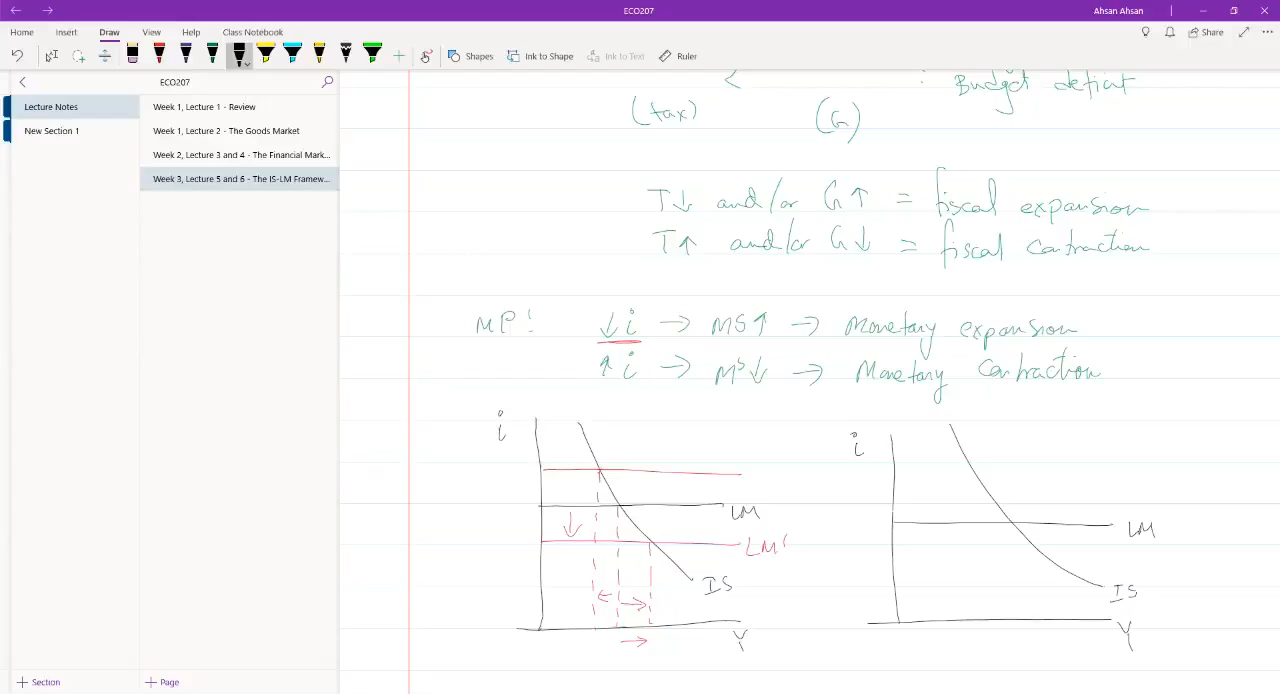 ECO207
Ahsan Ahsan
Home Insert Draw View Help Class Notebook
Share
Shapes Ink to Shape Ink to Text Ruler
ECO207
Lecture Notes
New Section 1
Week 1, Lecture 1 - Review
Week 1, Lecture 2 - The Goods Market
Week 2, Lecture 3 and 4 - The Financial Mark...
Week 3, Lecture 5 and 6 - The IS-LM Framew...
< : Budget deficit
(tax) (G)
T↓ and/or G↑ = fiscal expansion
T↑ and/or G↓ = fiscal contraction
MP: ↓i → MS↑ → Monetary expansion
↑i → Mˢ↓ → Monetary contraction
i
LM
LM'
IS
Y
i
LM
IS
Y
+ Section
+ Page